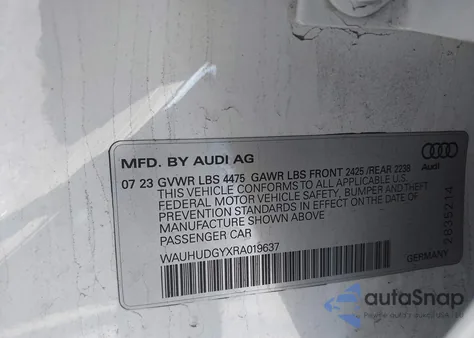 MFD. BY AUDI AG
07 23 GVWR LBS 4475 GAWR LBS FRONT 2425 /REAR 2238
THIS VEHICLE CONFORMS TO ALL APPLICABLE U.S.
FEDERAL MOTOR VEHICLE SAFETY, BUMPER AND THEFT
PREVENTION STANDARDS IN EFFECT ON THE DATE OF
MANUFACTURE SHOWN ABOVE.
PASSENGER CAR
WAUHUDGYXRA019637
Audi
2835214
GERMANY
autoSnap